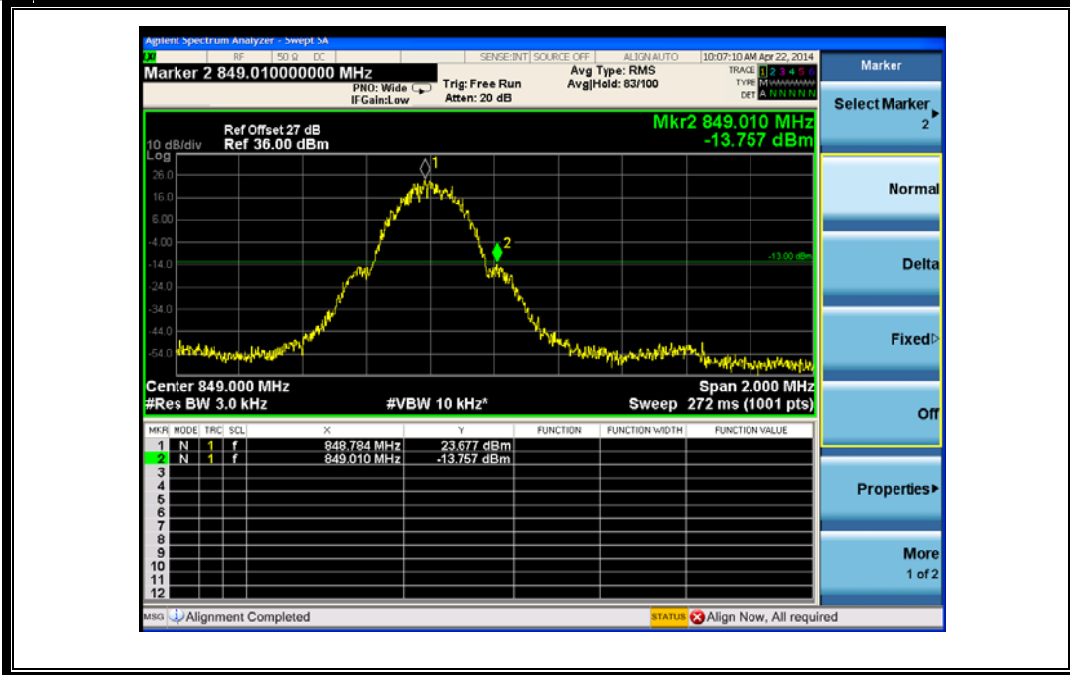 Agilent Spectrum Analyzer - Swept SA
RF 50 Ω DC SENSE:INT SOURCE OFF ALIGN AUTO 10:07:10 AM Apr 22, 2014
Marker 2 849.010000000 MHz
PNO: Wide
IFGain:Low
Trig: Free Run
Atten: 20 dB
Avg Type: RMS
Avg|Hold: 83/100
TRACE 1 2 3 4 5 6
TYPE M
DET A N N N N N
Ref Offset 27 dB
10 dB/div Ref 36.00 dBm
Log
Mkr2 849.010 MHz
-13.757 dBm
26.0
16.0
6.00
-4.00
-14.0
-24.0
-34.0
-44.0
-54.0
1
2
-13.00 dBm
Center 849.000 MHz Span 2.000 MHz
#Res BW 3.0 kHz #VBW 10 kHz* Sweep 272 ms (1001 pts)
MKR MODE TRC SCL X Y FUNCTION FUNCTION WIDTH FUNCTION VALUE
1 N 1 f 848.784 MHz 23.677 dBm
2 N 1 f 849.010 MHz -13.757 dBm
3
4
5
6
7
8
9
10
11
12
MSG Alignment Completed STATUS Align Now, All required
Marker
Select Marker
2
Normal
Delta
Fixed
Off
Properties
More
1 of 2